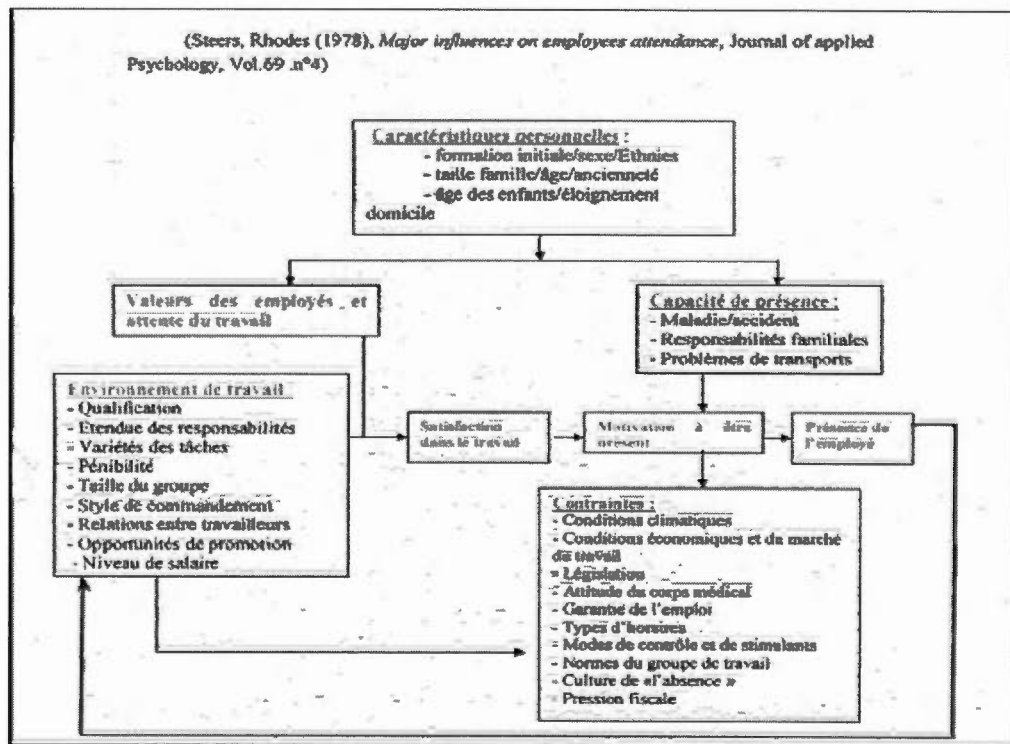 (Steers, Rhodes (1978), Major influences on employees attendance, Journal of applied
Psychology, Vol.69 .n°4)
Caractéristiques personnelles :
- formation initiale/sexe/Ethnies
- taille famille/âge/ancienneté
- âge des enfants/éloignement
domicile
Valeurs des employés et
attente du travail
Capacité de présence :
- Maladie/accident
- Responsabilités familiales
- Problèmes de transports
Environnement de travail
- Qualification
- Etendue des responsabilités
- Variétés des tâches
- Pénibilité
- Taille du groupe
- Style de commandement
- Relations entre travailleurs
- Opportunités de promotion
- Niveau de salaire
Satisfaction
dans le travail
Motivation à être
présent
Présence de
l'employé
Contraintes :
- Conditions climatiques
- Conditions économiques et du marché
du travail
- Législation
- Attitude du corps médical
- Garantie de l'emploi
- Types d'horaires
- Modes de contrôle et de stimulants
- Normes du groupe de travail
- Culture de «l'absence »
- Pression fiscale